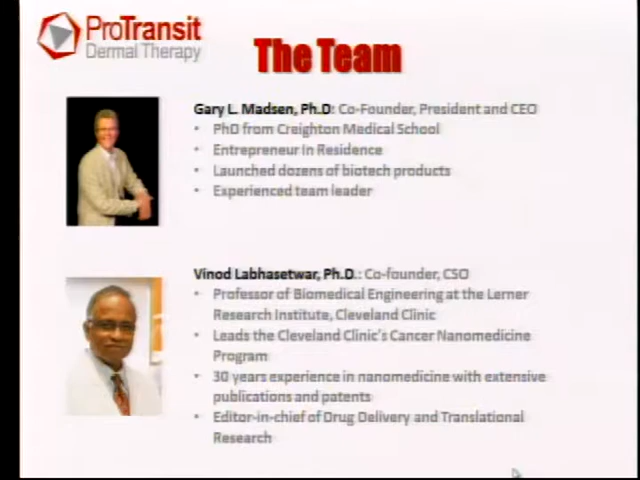 ProTransit
Dermal Therapy
The Team
Gary L. Madsen, Ph.D: Co-Founder, President and CEO
• PhD from Creighton Medical School
• Entrepreneur In Residence
• Launched dozens of biotech products
• Experienced team leader
Vinod Labhasetwar, Ph.D.: Co-founder, CSO
• Professor of Biomedical Engineering at the Lerner
Research Institute, Cleveland Clinic
• Leads the Cleveland Clinic's Cancer Nanomedicine
Program
• 30 years experience in nanomedicine with extensive
publications and patents
• Editor-in-chief of Drug Delivery and Translational
Research